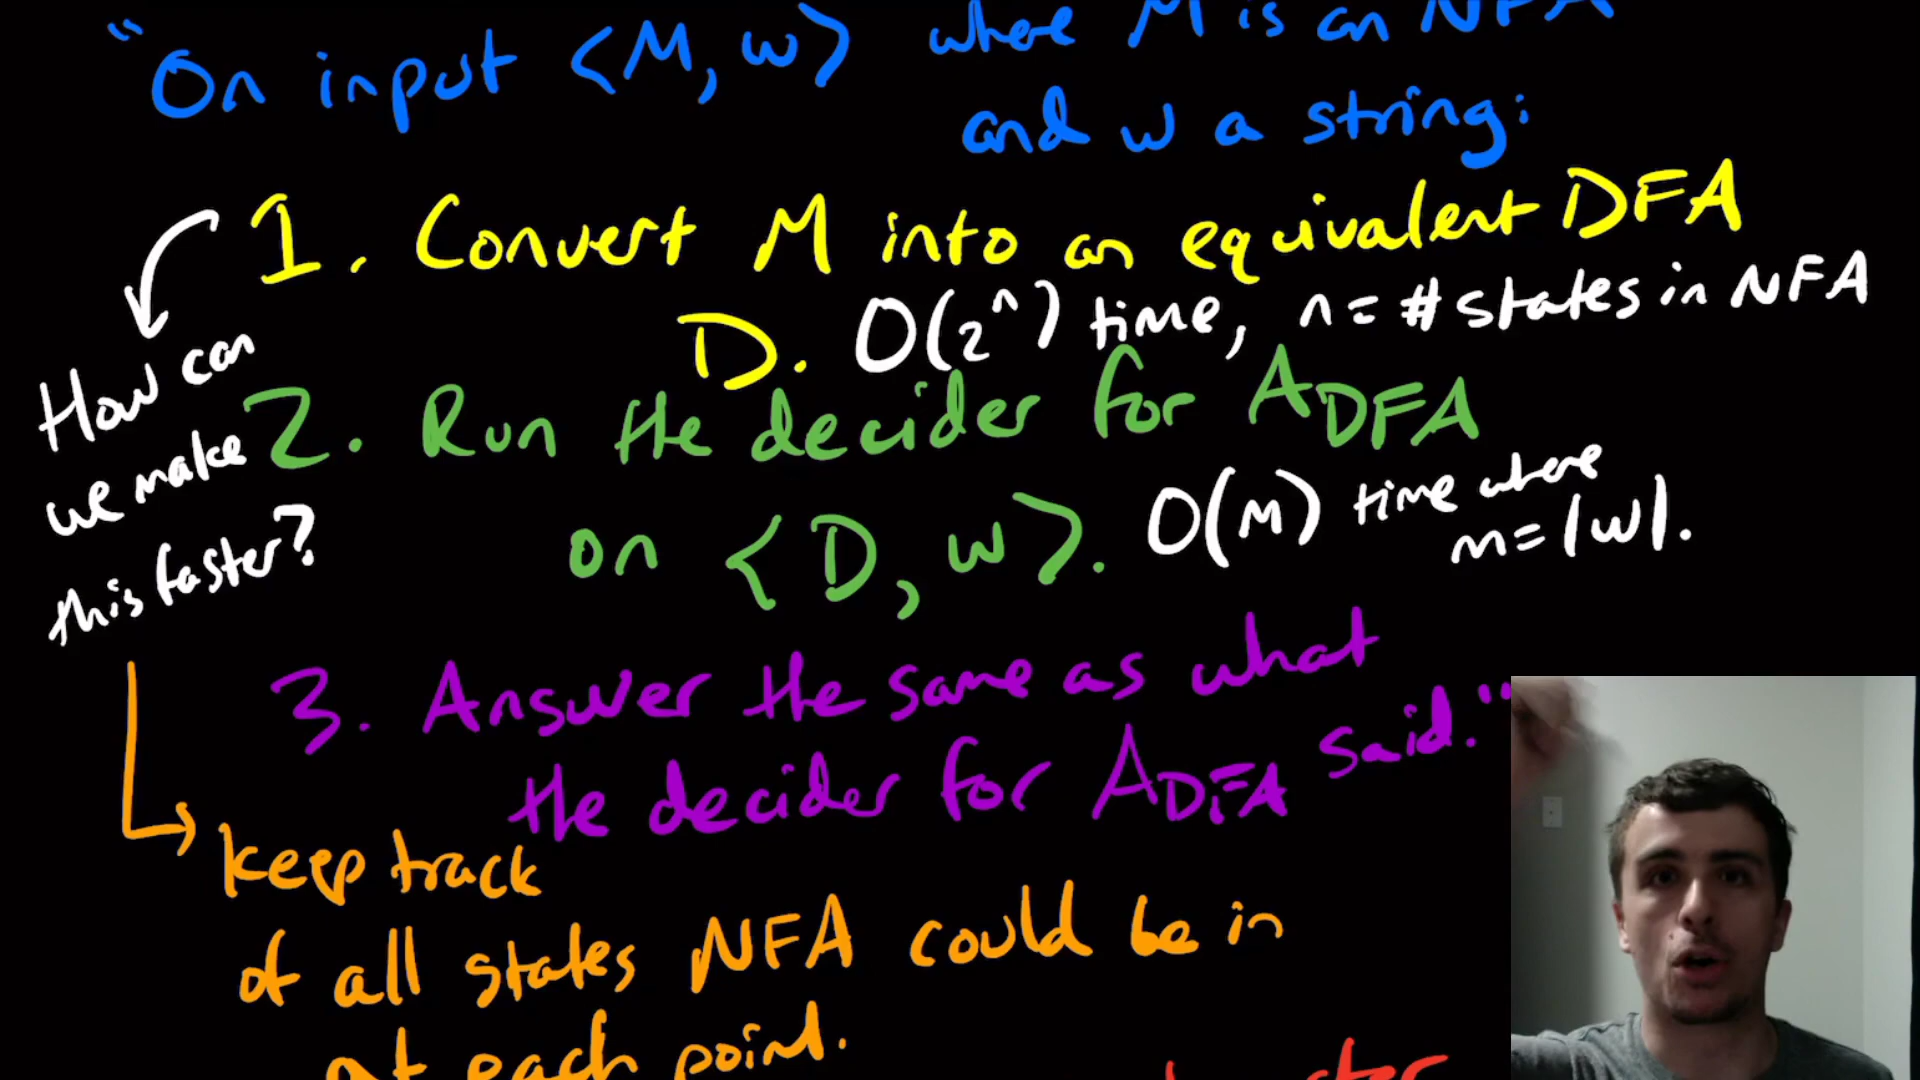 "On input <M, w> where M is an NFA
and w a string:
1. Convert M into an equivalent DFA
D. O(2^n) time, n = # states in NFA
How can
we make
this faster?
2. Run the decider for A_DFA
on <D, w>. O(m) time where
m = |w|.
3. Answer the same as what
the decider for A_DFA said."
keep track
of all states NFA could be in
at each point.